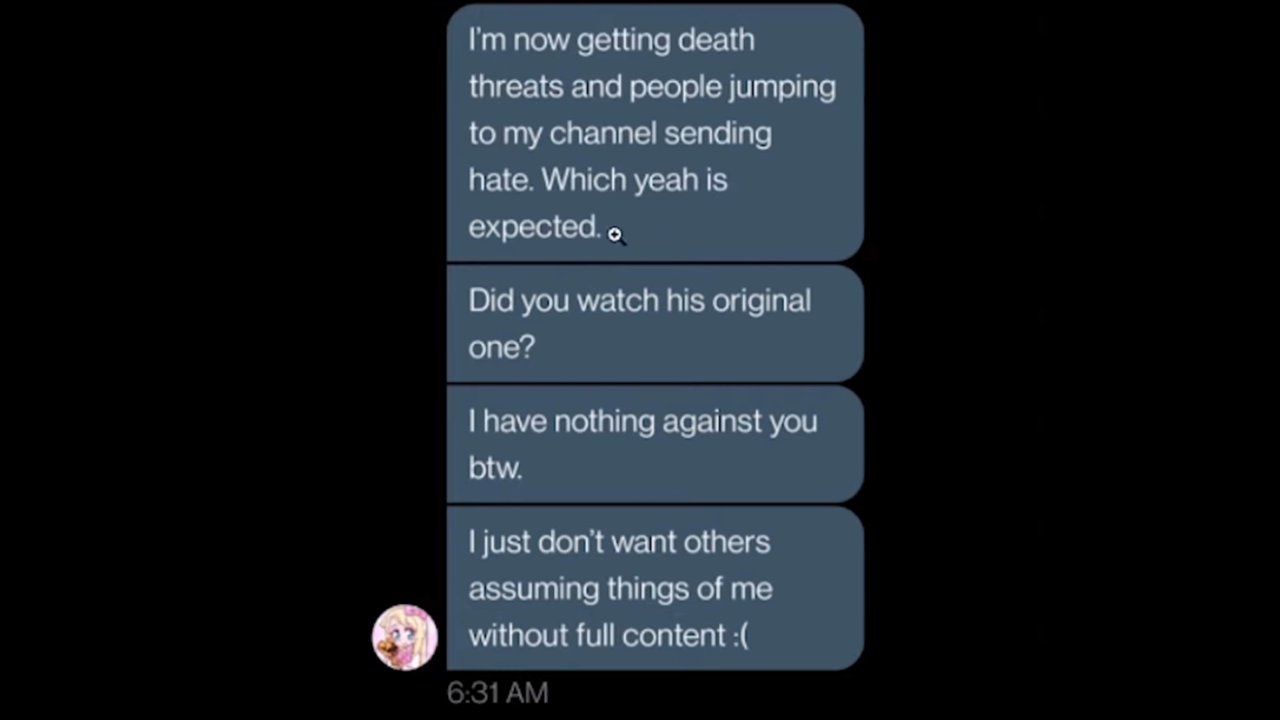 I'm now getting death
threats and people jumping
to my channel sending
hate. Which yeah is
expected.
Did you watch his original
one?
I have nothing against you
btw.
I just don't want others
assuming things of me
without full content :(
6:31 AM